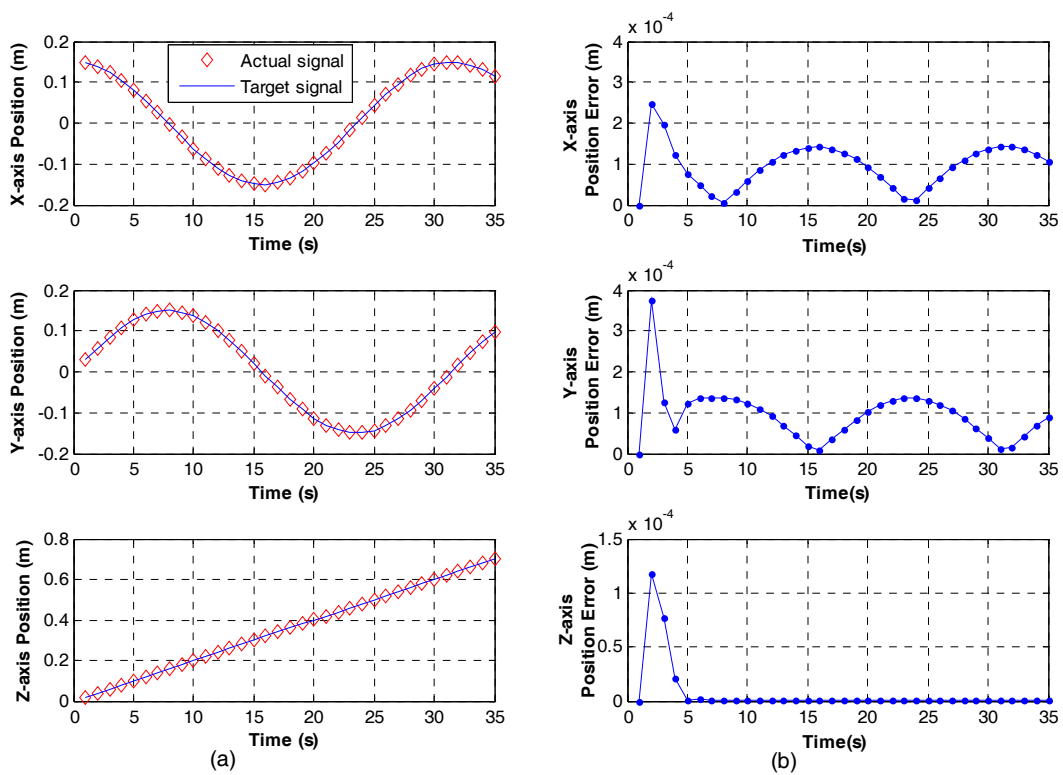 0.2
0.1
0
-0.1
-0.2
X-axis Position (m)
Actual signal
Target signal
0 5 10 15 20 25 30 35
Time (s)
x 10-4
4
3
2
1
0
X-axis
Position Error (m)
0 5 10 15 20 25 30 35
Time(s)
0.2
0.1
0
-0.1
-0.2
Y-axis Position (m)
0 5 10 15 20 25 30 35
Time (s)
x 10-4
4
3
2
1
0
Y-axis
Position Error (m)
0 5 10 15 20 25 30 35
Time(s)
0.8
0.6
0.4
0.2
0
Z-axis Position (m)
0 5 10 15 20 25 30 35
Time (s)
(a)
x 10-4
1.5
1
0.5
0
Z-axis
Position Error (m)
0 5 10 15 20 25 30 35
Time(s)
(b)